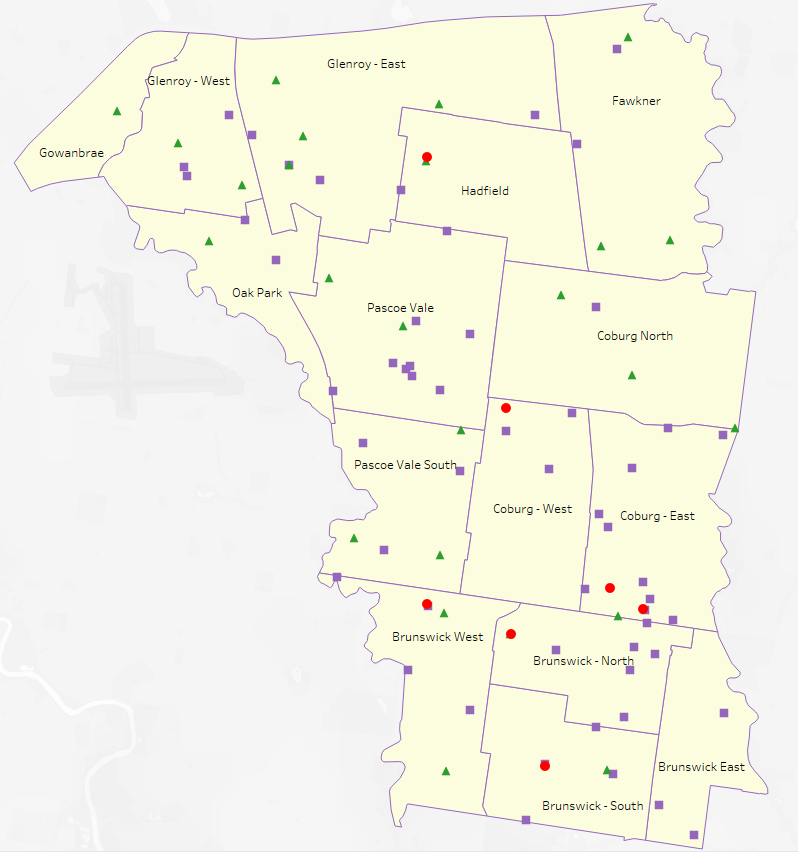 Glenroy - East
Glenroy - West
Fawkner
Gowanbrae
Hadfield
Oak Park
Pascoe Vale
Coburg North
Pascoe Vale South
Coburg - West
Coburg - East
Brunswick West
Brunswick - North
Brunswick East
Brunswick - South